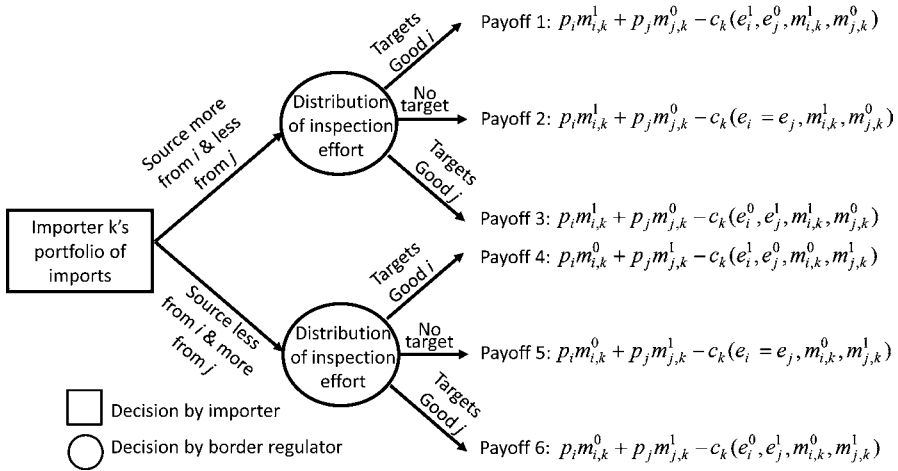 Importer k's
portfolio of
imports
Source more
from i & less
from j
Source less
from i & more
from j
Distribution
of inspection
effort
Targets
Good i
No
target
Targets
Good j
Payoff 1: p_i m^1_{i,k} + p_j m^0_{j,k} − c_k(e^1_i, e^0_j, m^1_{i,k}, m^0_{j,k})
Payoff 2: p_i m^1_{i,k} + p_j m^0_{j,k} − c_k(e_i = e_j, m^1_{i,k}, m^0_{j,k})
Payoff 3: p_i m^1_{i,k} + p_j m^0_{j,k} − c_k(e^0_i, e^1_j, m^1_{i,k}, m^0_{j,k})
Distribution
of inspection
effort
Targets
Good i
No
target
Targets
Good j
Payoff 4: p_i m^0_{i,k} + p_j m^1_{j,k} − c_k(e^1_i, e^0_j, m^0_{i,k}, m^1_{j,k})
Payoff 5: p_i m^0_{i,k} + p_j m^1_{j,k} − c_k(e_i = e_j, m^0_{i,k}, m^1_{j,k})
Payoff 6: p_i m^0_{i,k} + p_j m^1_{j,k} − c_k(e^0_i, e^1_j, m^0_{i,k}, m^1_{j,k})
Decision by importer
Decision by border regulator